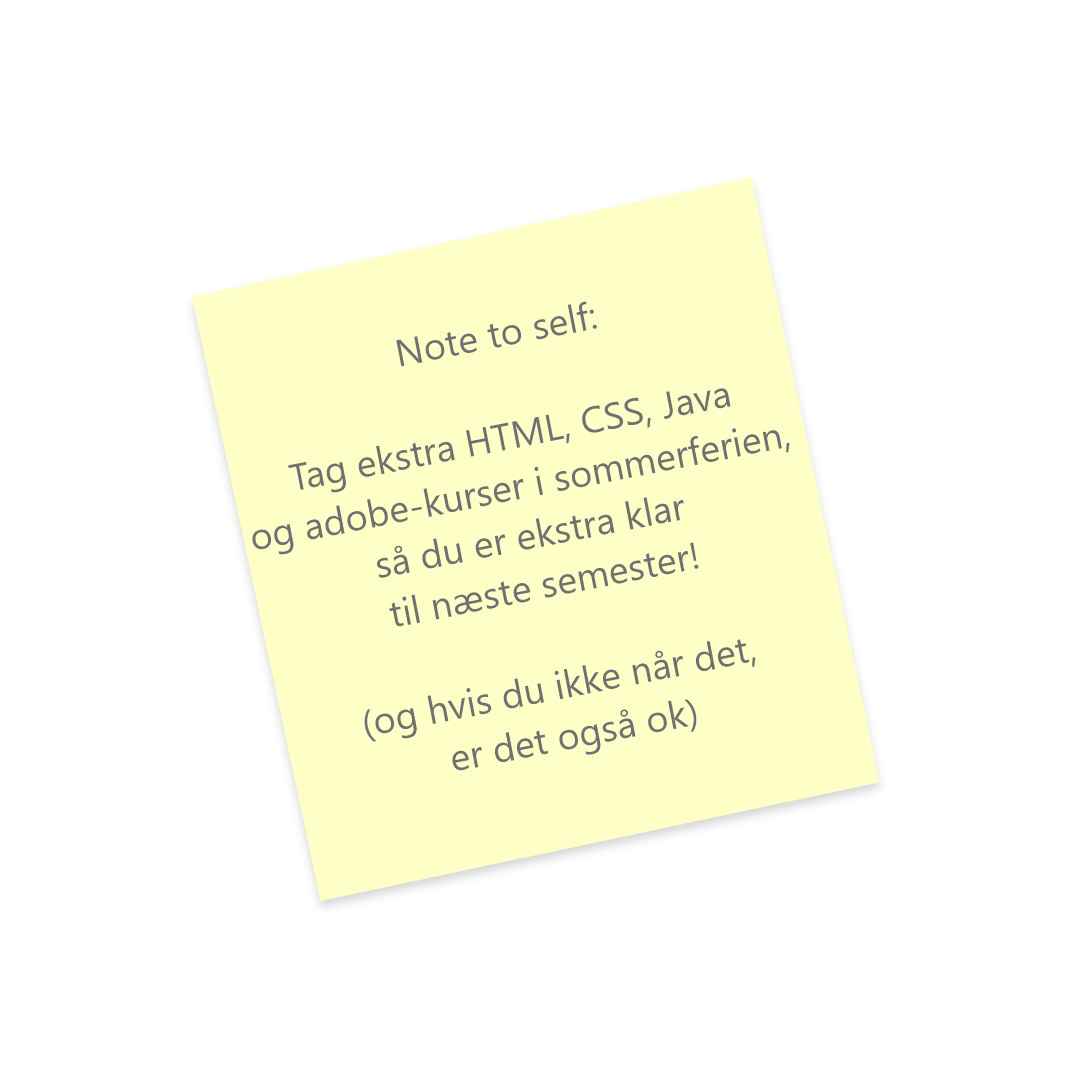 Note to self:
Tag ekstra HTML, CSS, Java
og adobe-kurser i sommerferien,
så du er ekstra klar
til næste semester!
(og hvis du ikke når det,
er det også ok)